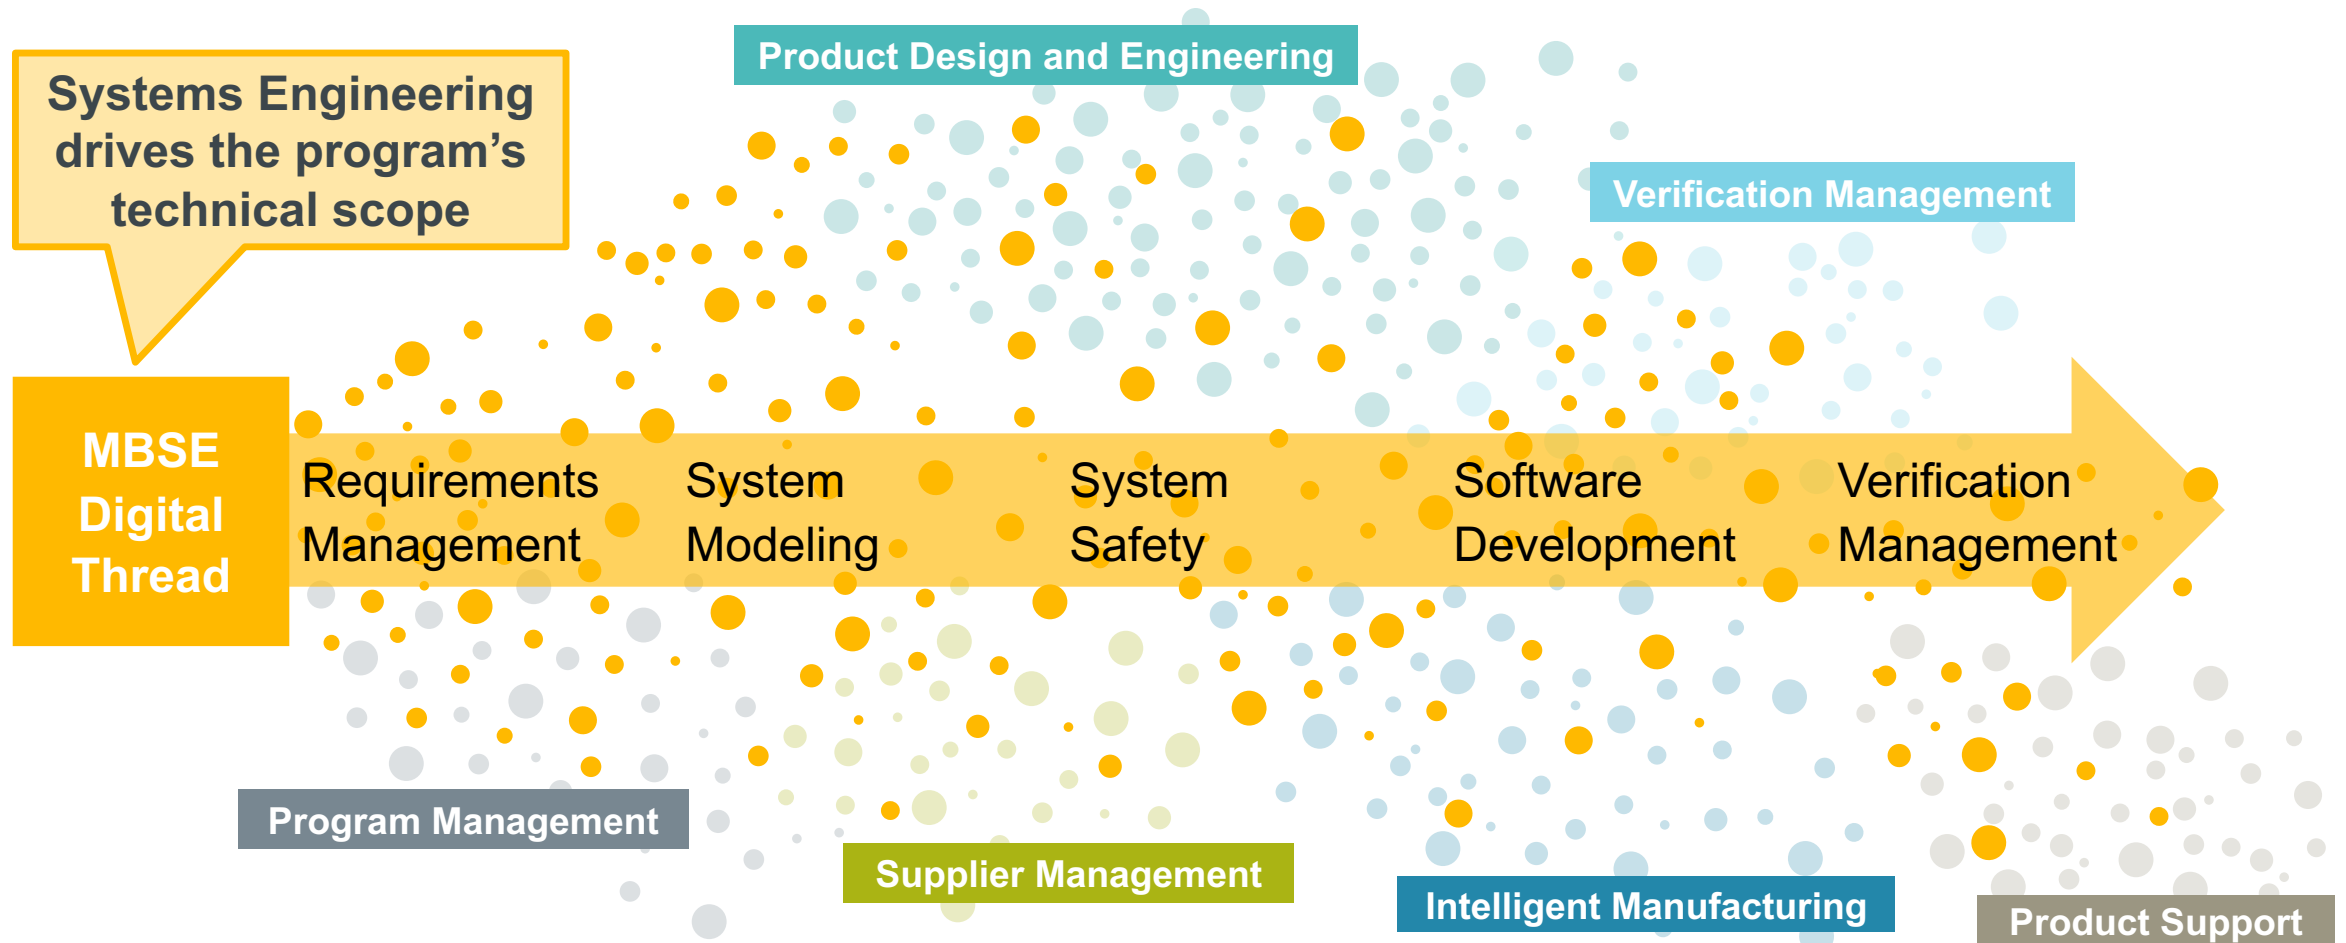 Product Design and Engineering
Systems Engineering
drives the program’s
technical scope
Verification Management
MBSE
Digital
Thread
Requirements
Management
System
Modeling
System
Safety
Software
Development
Verification
Management
Program Management
Supplier Management
Intelligent Manufacturing
Product Support